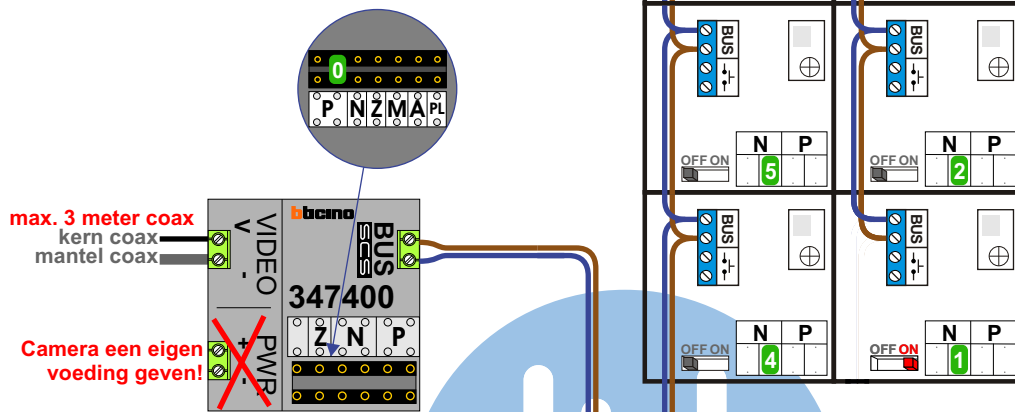 0
P N Z M A PL
max. 3 meter coax
kern coax
mantel coax
V -
VIDEO
bticino
BUS
SCS
347400
Z N P
Camera een eigen
voeding geven!
+ -
PWR
BUS
N P
OFF ON
5
BUS
N P
OFF ON
2
BUS
N P
OFF ON
4
BUS
N P
OFF ON
1